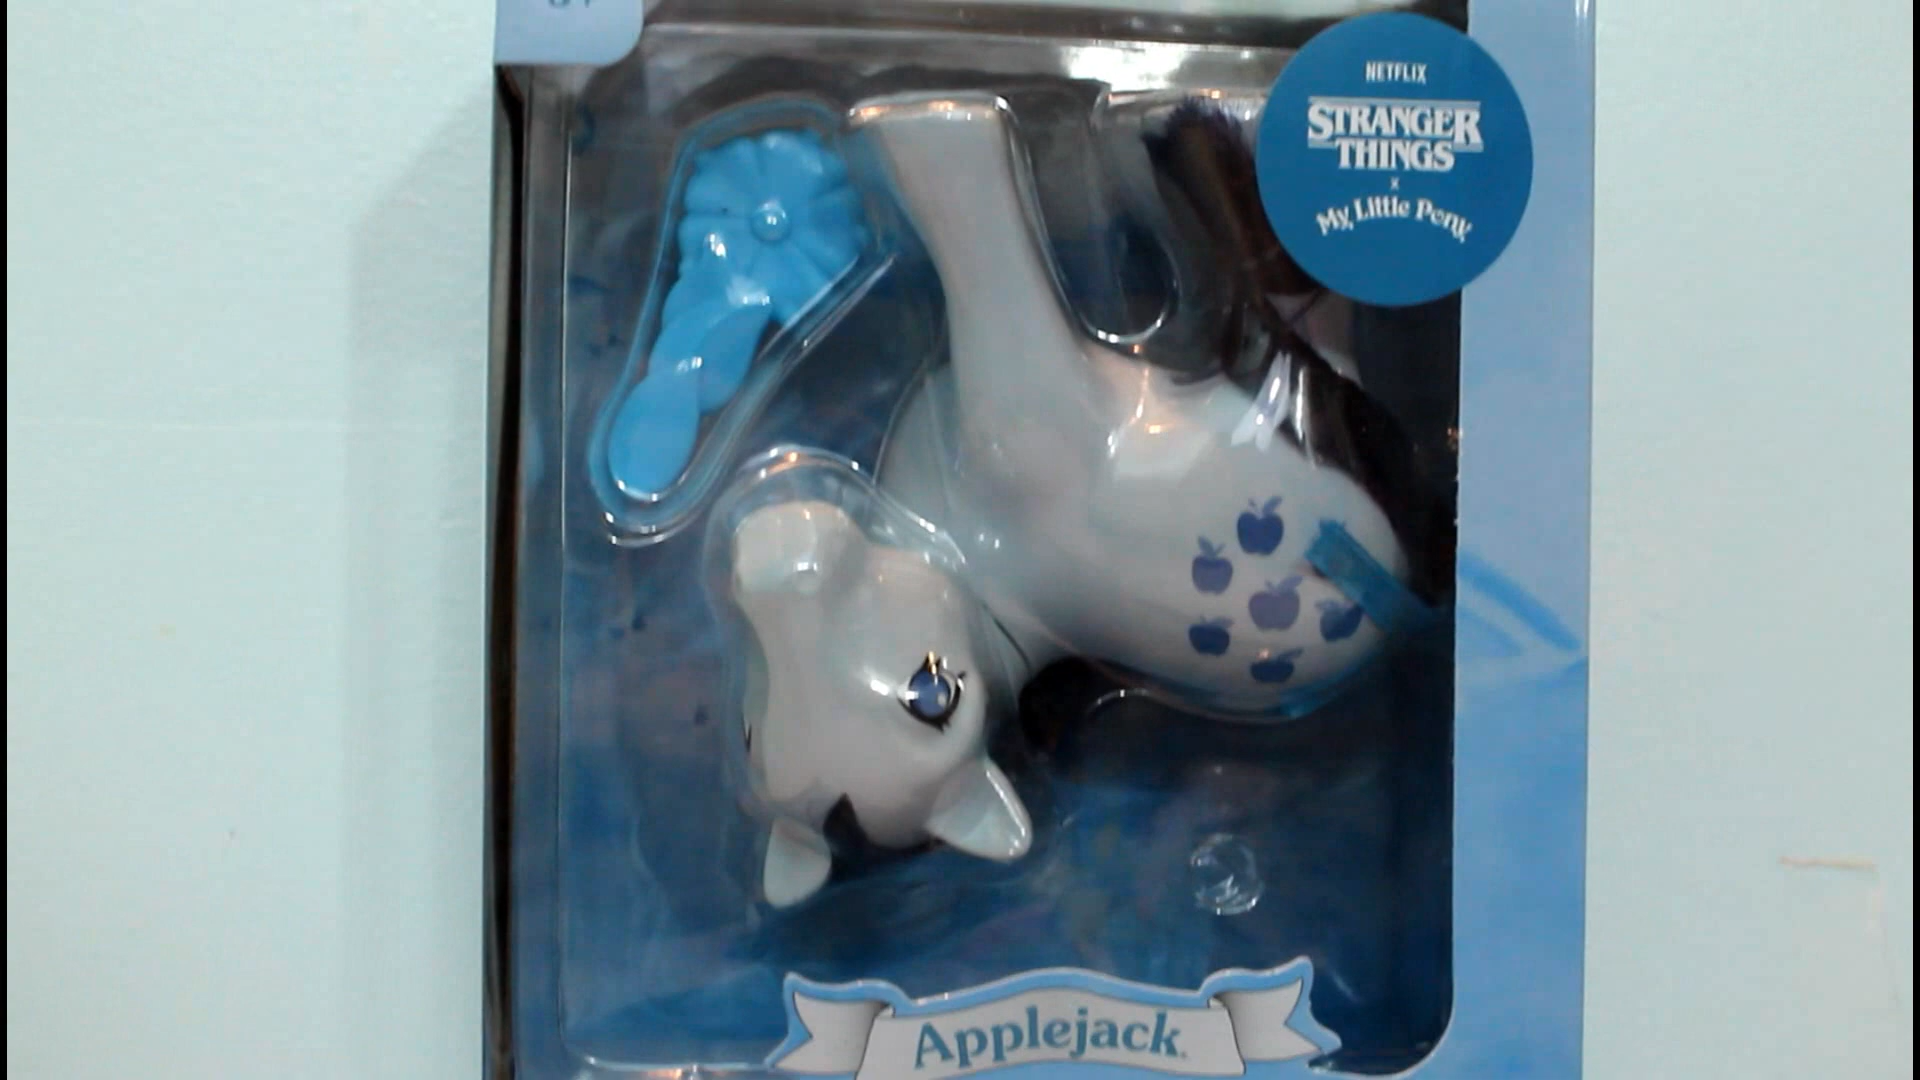 NETFLIX
STRANGER
THINGS
x
My Little Pony
Applejack